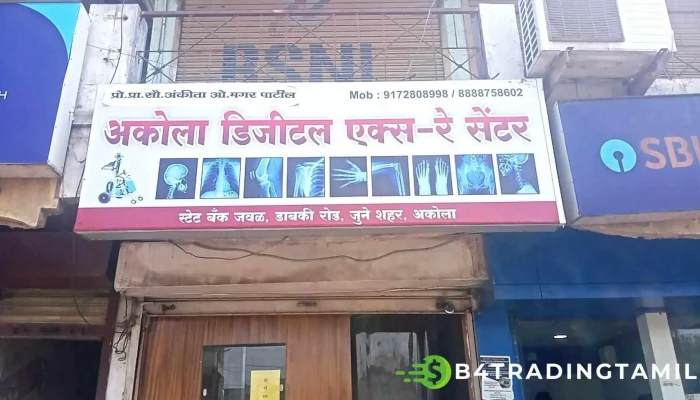 BSNL
प्रो.प्रा.सौ.अंकीता ओ.मगर पाटील
Mob : 9172808998 / 8888758602
अकोला डिजीटल एक्स-रे सेंटर
स्टेट बँक जवळ, डाबकी रोड, जुने शहर, अकोला
SBI
B4TRADINGTAMIL